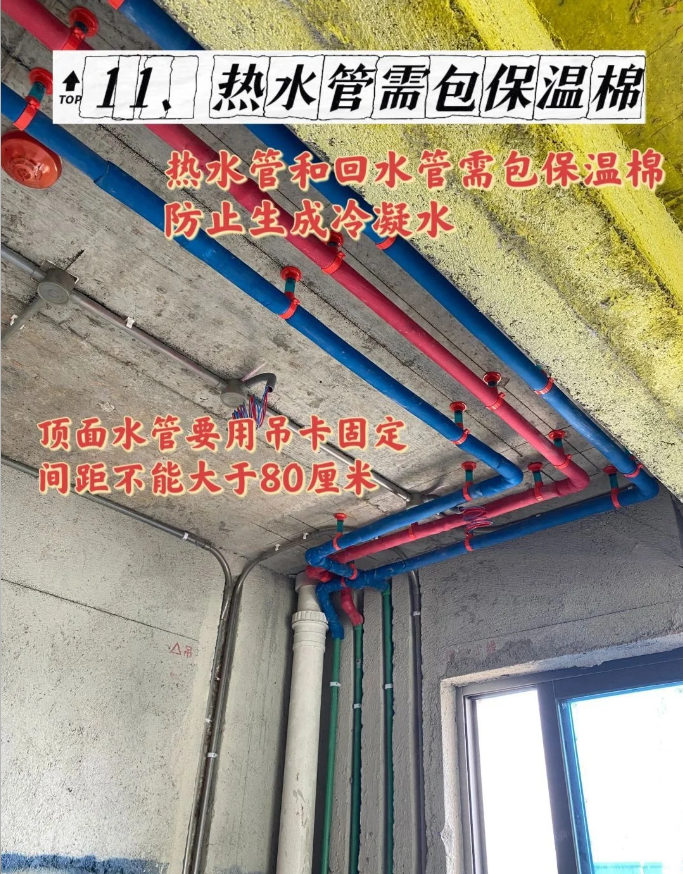 TOP
11、热水管需包保温棉
热水管和回水管需包保温棉
防止生成冷凝水
顶面水管要用吊卡固定
间距不能大于80厘米
吊